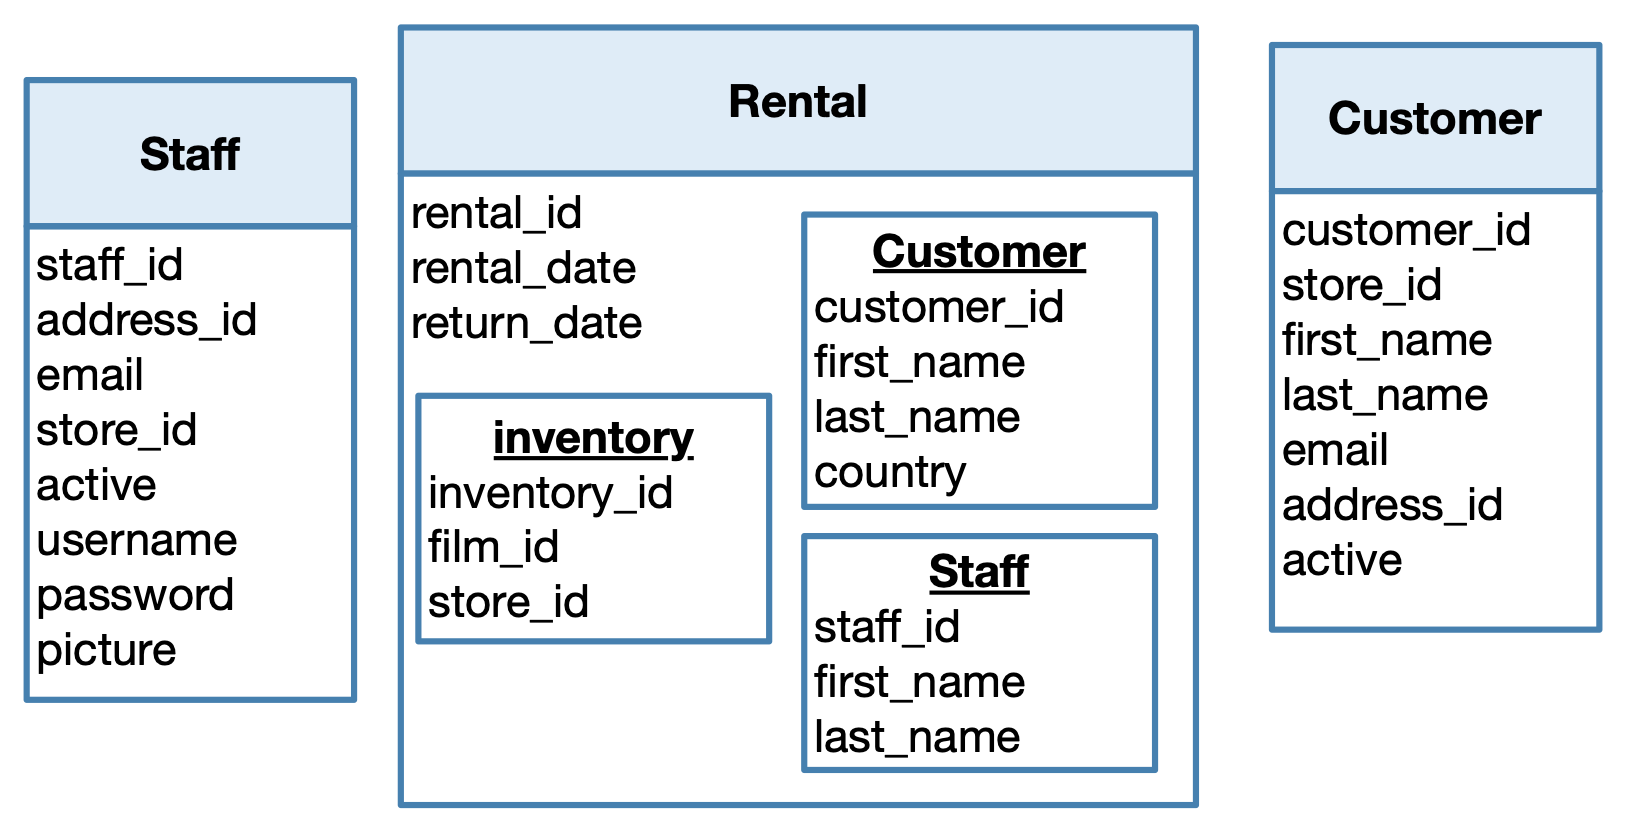 Staff
staff_id
address_id
email
store_id
active
username
password
picture
Rental
rental_id
rental_date
return_date
inventory
inventory_id
film_id
store_id
Customer
customer_id
first_name
last_name
country
Staff
staff_id
first_name
last_name
Customer
customer_id
store_id
first_name
last_name
email
address_id
active